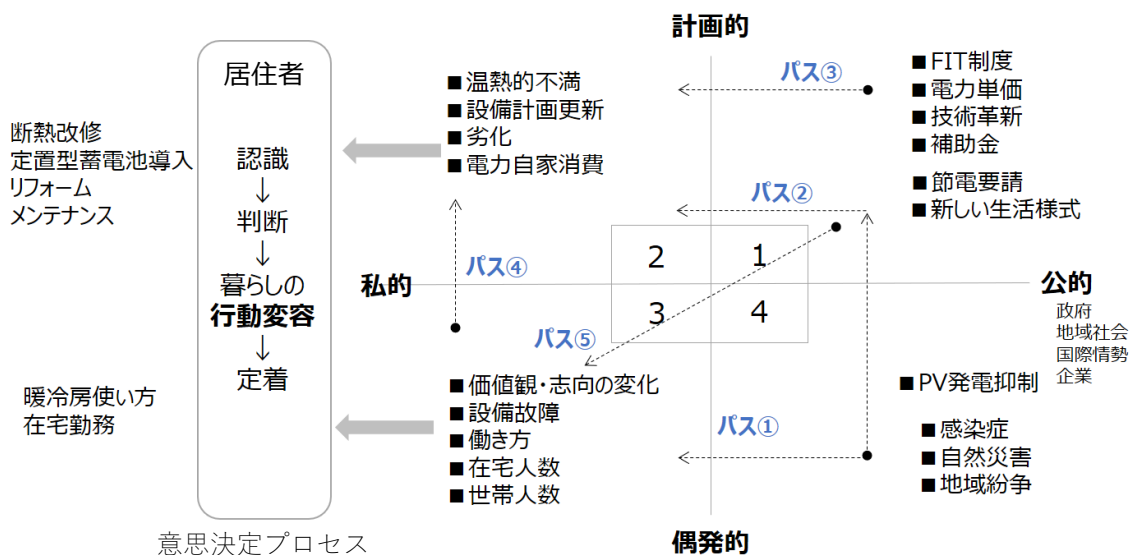 計画的
居住者
認識
↓
判断
↓
暮らしの
行動変容
↓
定着
意思決定プロセス
断熱改修
定置型蓄電池導入
リフォーム
メンテナンス
暖冷房使い方
在宅勤務
■温熱的不満
■設備計画更新
■劣化
■電力自家消費
パス③
■FIT制度
■電力単価
■技術革新
■補助金
■節電要請
■新しい生活様式
パス②
2
1
3
4
パス④
私的
公的
政府
地域社会
国際情勢
企業
パス⑤
■価値観・志向の変化
■設備故障
■働き方
■在宅人数
■世帯人数
パス①
■PV発電抑制
■感染症
■自然災害
■地域紛争
偶発的